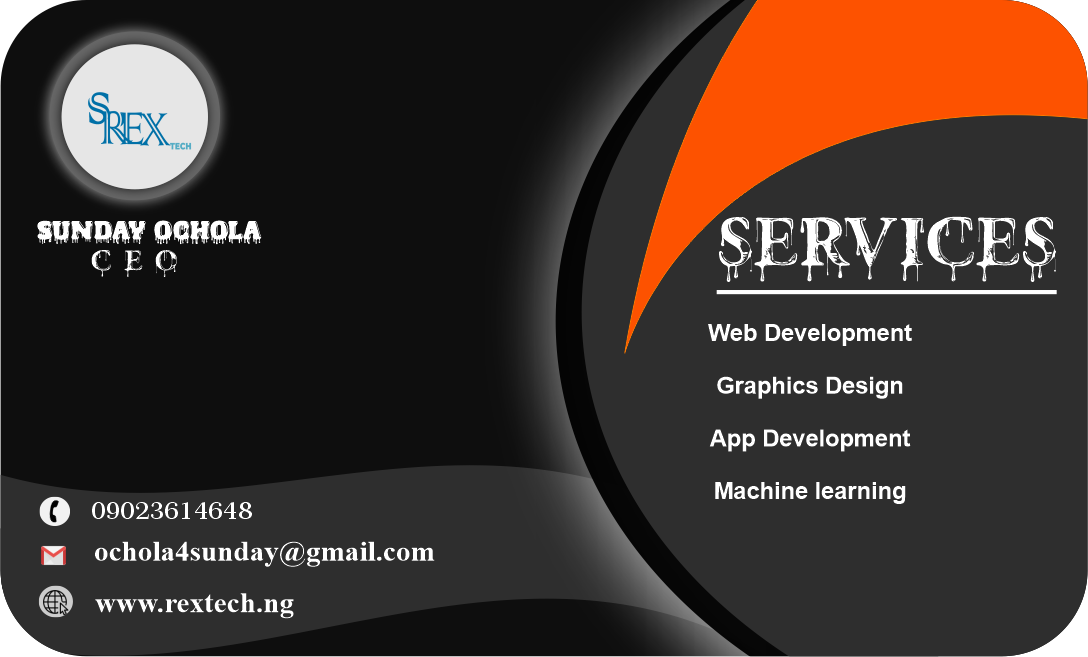 SREX
TECH
SUNDAY OCHOLA
CEO
09023614648
ochola4sunday@gmail.com
www.rextech.ng
SERVICES
Web Development
Graphics Design
App Development
Machine learning